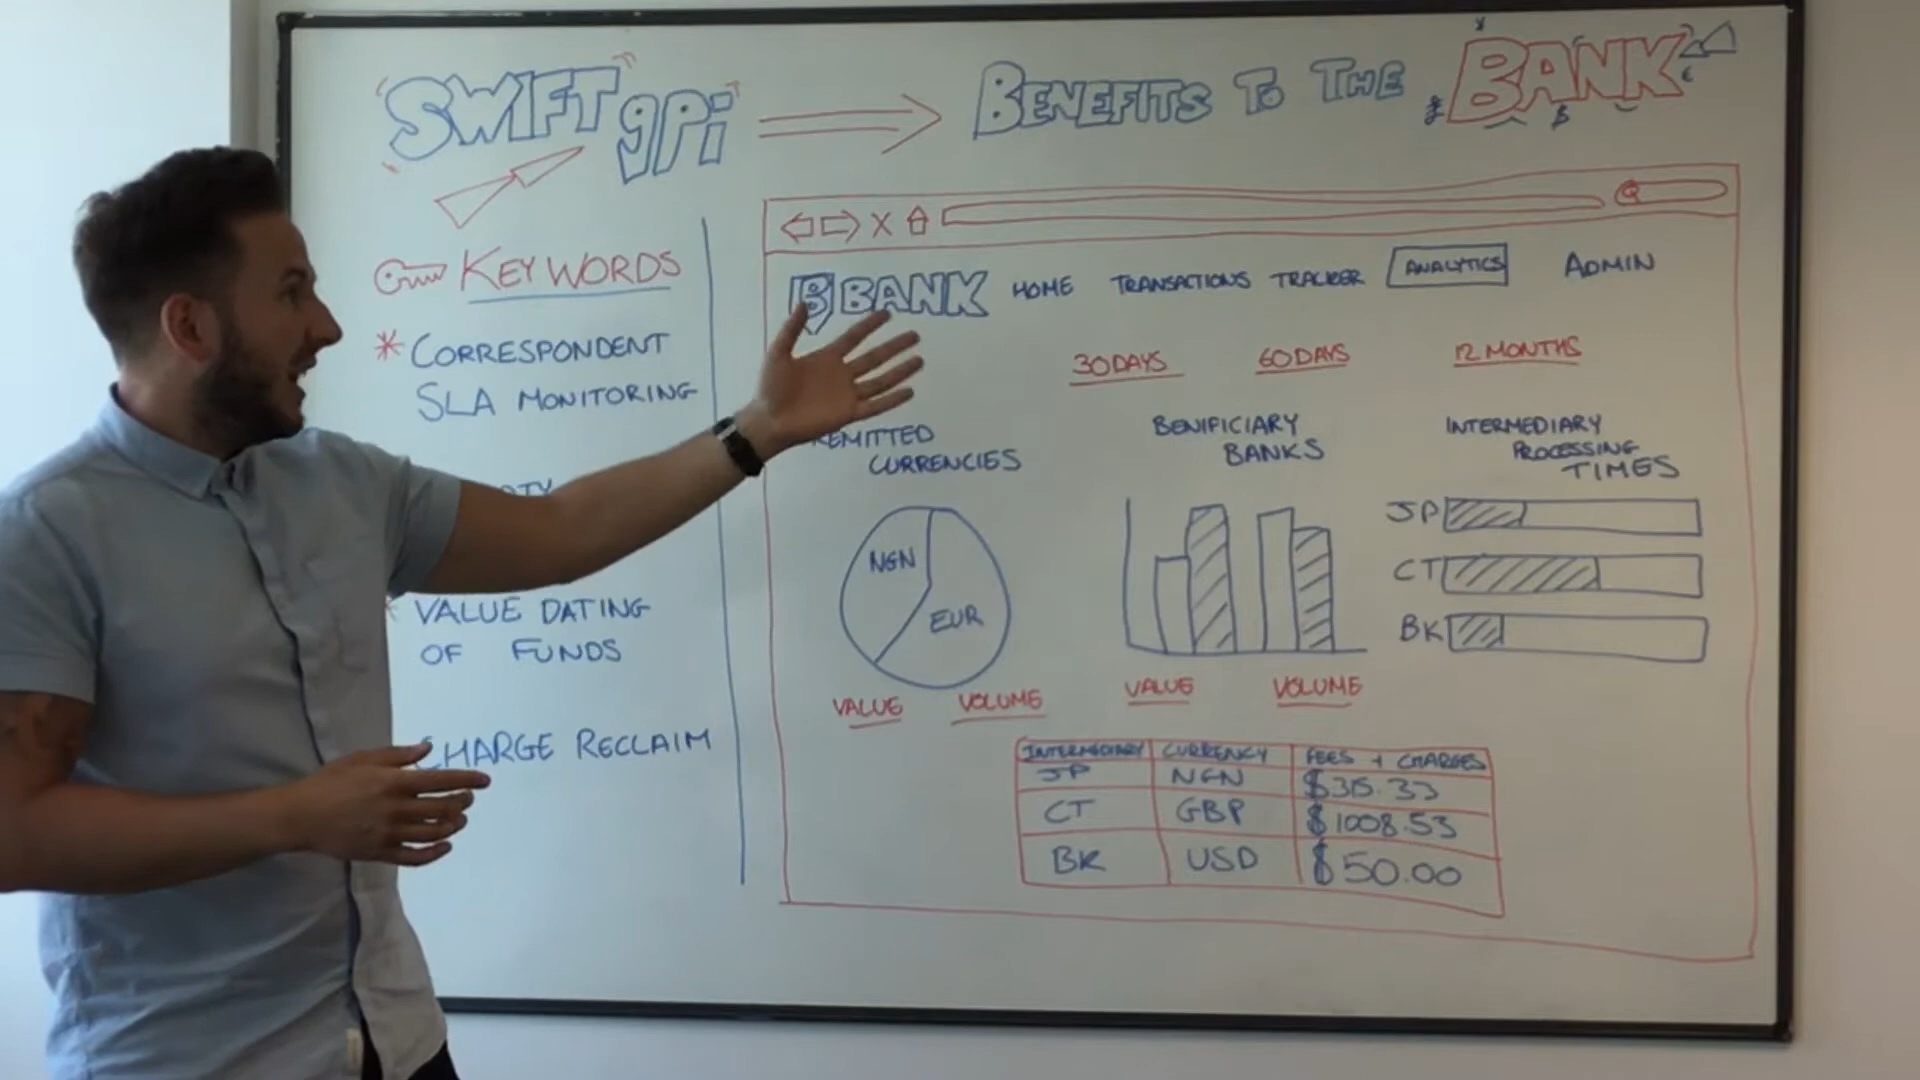 SWIFT gpi
BENEFITS TO THE BANK
KEYWORDS
* CORRESPONDENT
SLA MONITORING
VALUE DATING
OF FUNDS
CHARGE RECLAIM
B BANK HOME TRANSACTIONS TRACKER ANALYTICS ADMIN
30 DAYS 60 DAYS 12 MONTHS
REMITTED
CURRENCIES
NGN
EUR
VALUE VOLUME
BENIFICIARY
BANKS
VALUE VOLUME
INTERMEDIARY
PROCESSING
TIMES
JP
CT
BK
INTERMEDIARY CURRENCY FEES + CHARGES
JP NGN $315.33
CT GBP $1008.53
BK USD $50.00